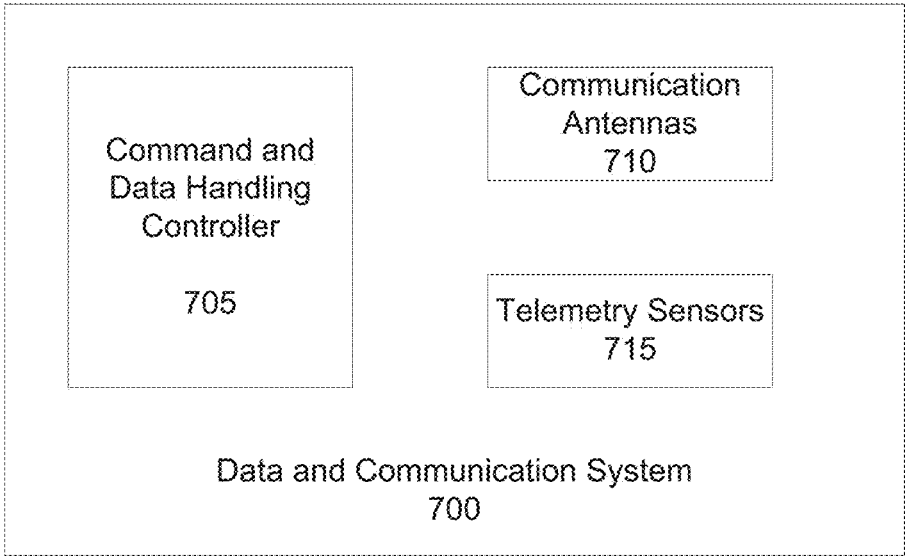 Command and
Data Handling
Controller
705
Communication
Antennas
710
Telemetry Sensors
715
Data and Communication System
700